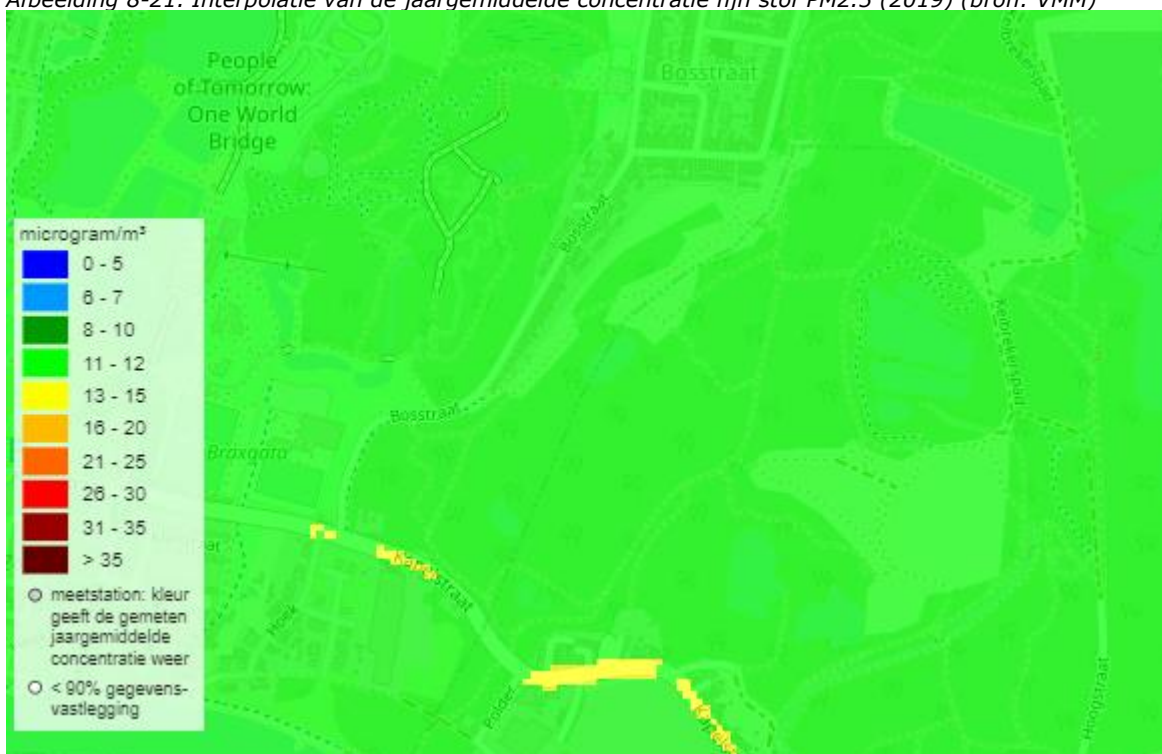 Afbeelding 8-21: Interpolatie van de jaargemiddelde concentratie fijn stof PM2.5 (2019) (bron: VMM)
People
of Tomorrow:
One World
Bridge
Bosstraat
Bosstraat
microgram/m³
0 - 5
6 - 7
8 - 10
11 - 12
13 - 15
16 - 20
21 - 25
26 - 30
31 - 35
> 35
meetstation: kleur
geeft de gemeten
jaargemiddelde
concentratie weer
< 90% gegevens-
vastlegging
Bosstraat
Hoek
Polder
Hoogstraat